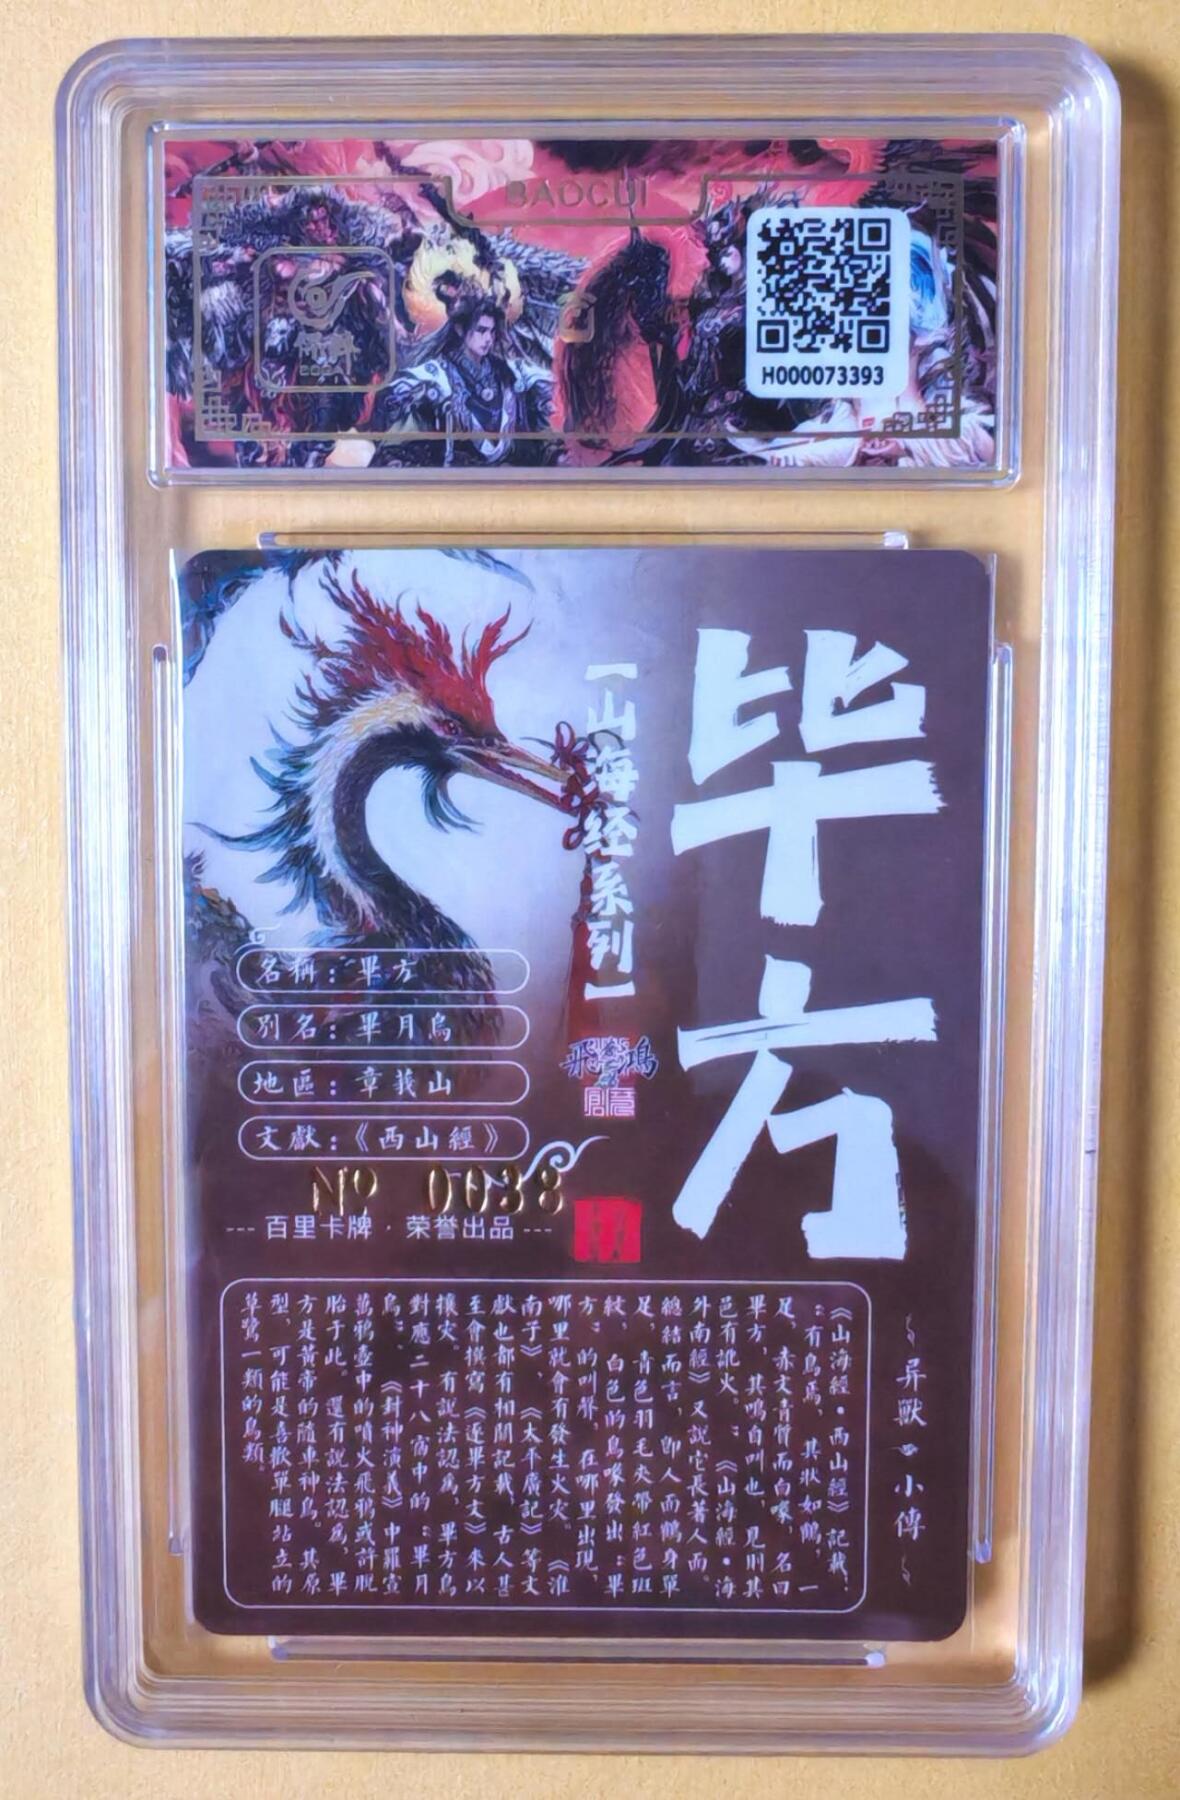 BAOCUI
H000073393
毕方
【山海经系列】
飛鴻
名稱：畢方
別名：畢月烏
地區：章莪山
文獻：《西山經》
Nº 0038
--- 百里卡牌 · 荣誉出品 ---
异獸 小傳
《山海經·西山經》記載：
：有鳥焉，其狀如鶴，一
足，赤文青質而白喙，名曰
畢方，其鳴自叫也，見則其
邑有訛火。：《山海經·海
外南經》又說它長著人面。
總結而言，即人面鶴身單
足，青色羽毛夾帶紅色班
紋，白色的鳥喙發出：畢
方：的叫聲，在哪里出現，
哪里就會有發生火灾。《淮
南子》、《太平廣記》等文
獻也都有相關記載，古人甚
至會撰寫《逐畢方文》來以
攘灾。有説法認爲，畢方鳥
對應二十八宿中的：畢月
烏：、《封神演義》中羅宣
萬鴉壺中的噴火飛鴉或許脱
胎于此。還有説法認爲，畢
方是黃帝的隨車神鳥。其原
型，可能是喜歡單腿站立的
草鷺一類的鳥類。